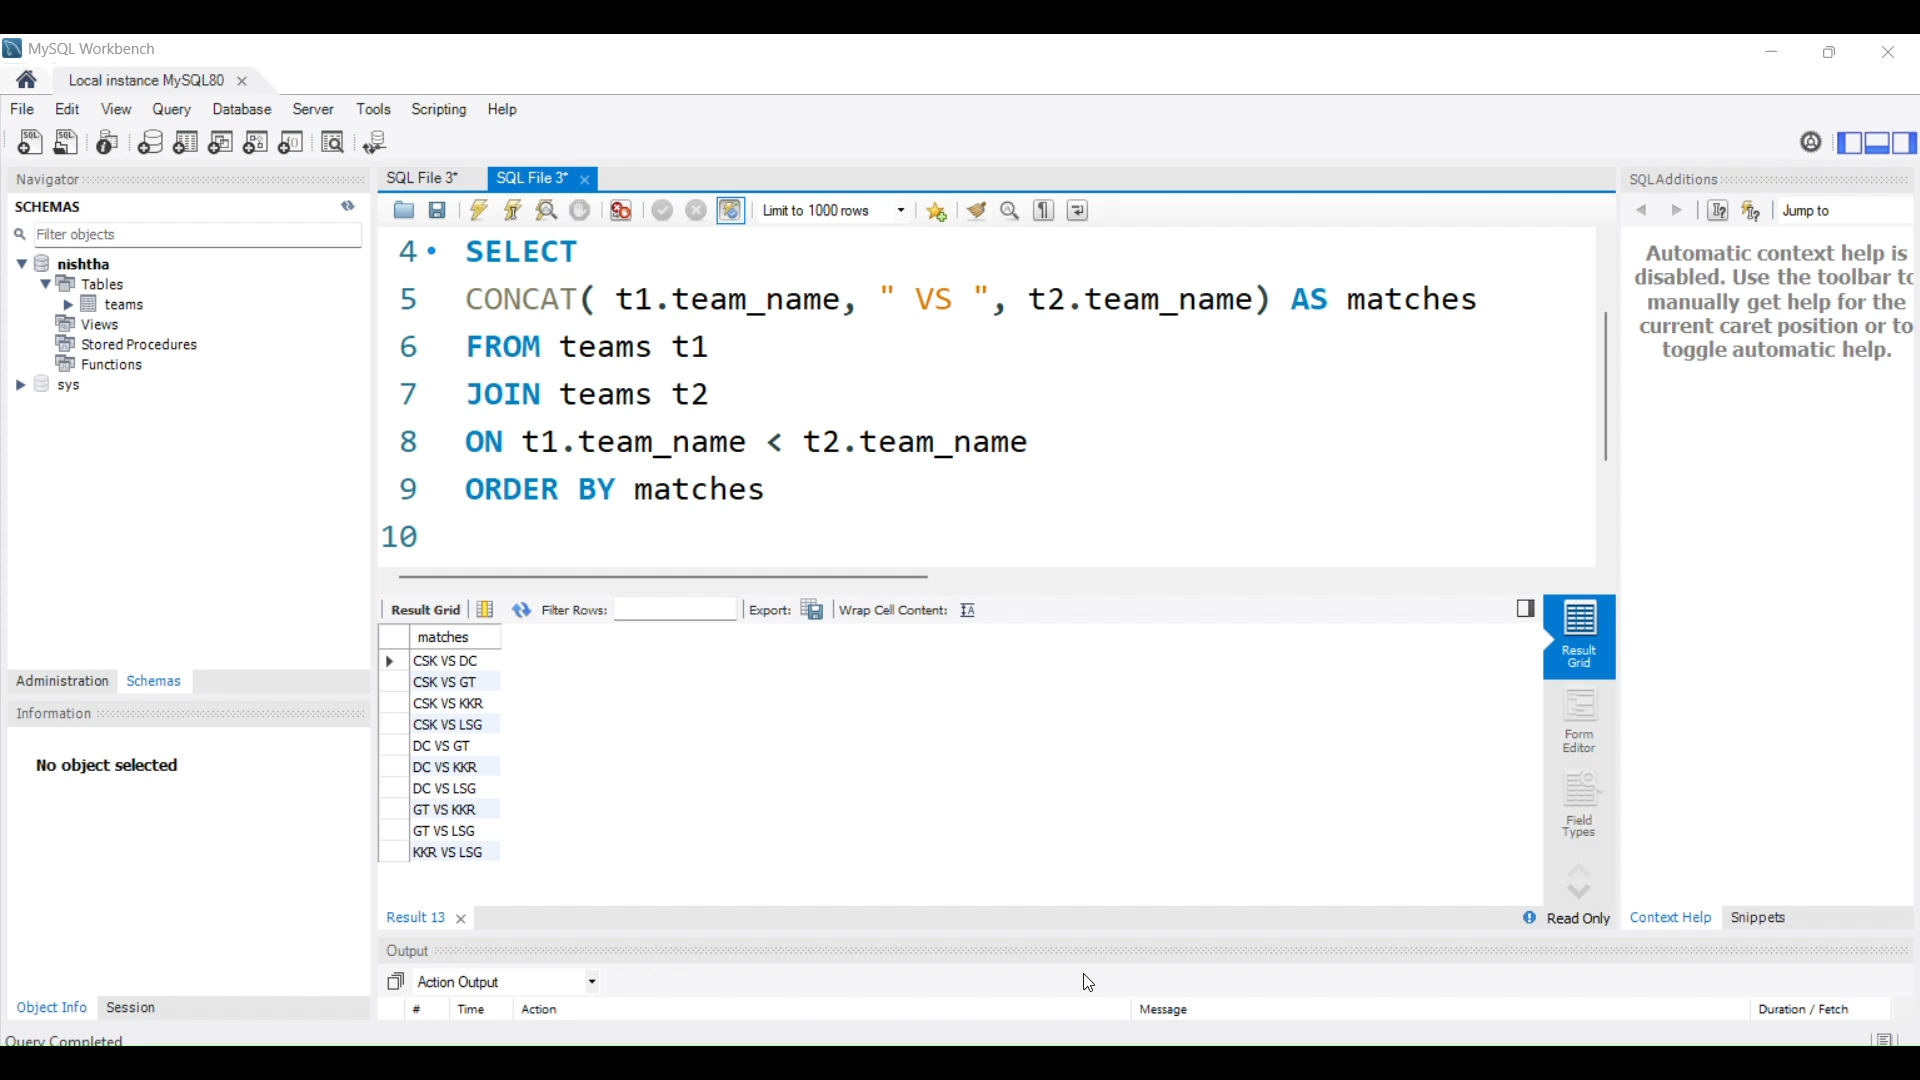 MySQL Workbench
Local instance MySQL80
File Edit View Query Database Server Tools Scripting Help
Navigator
SCHEMAS
Filter objects
nishtha
Tables
teams
Views
Stored Procedures
Functions
sys
Administration Schemas
Information
No object selected
Object Info Session
Query Completed
SQL File 3* SQL File 3*
Limit to 1000 rows
4 SELECT
5 CONCAT( t1.team_name, " VS ", t2.team_name) AS matches
6 FROM teams t1
7 JOIN teams t2
8 ON t1.team_name < t2.team_name
9 ORDER BY matches
10
Result Grid Filter Rows: Export: Wrap Cell Content:
matches
CSK VS DC
CSK VS GT
CSK VS KKR
CSK VS LSG
DC VS GT
DC VS KKR
DC VS LSG
GT VS KKR
GT VS LSG
KKR VS LSG
Result
Grid
Form
Editor
Field
Types
Result 13
Read Only
Output
Action Output
# Time Action Message Duration / Fetch
SQLAdditions
Jump to
Automatic context help is
disabled. Use the toolbar to
manually get help for the
current caret position or to
toggle automatic help.
Context Help Snippets